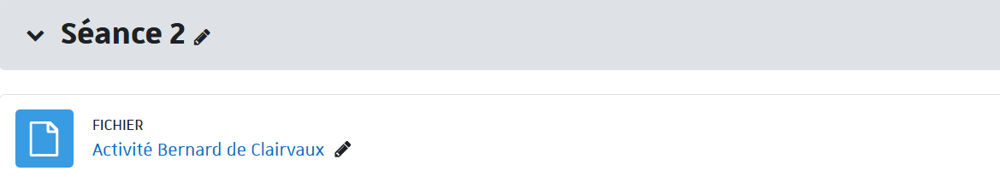 Séance 2
FICHIER
Activité Bernard de Clairvaux